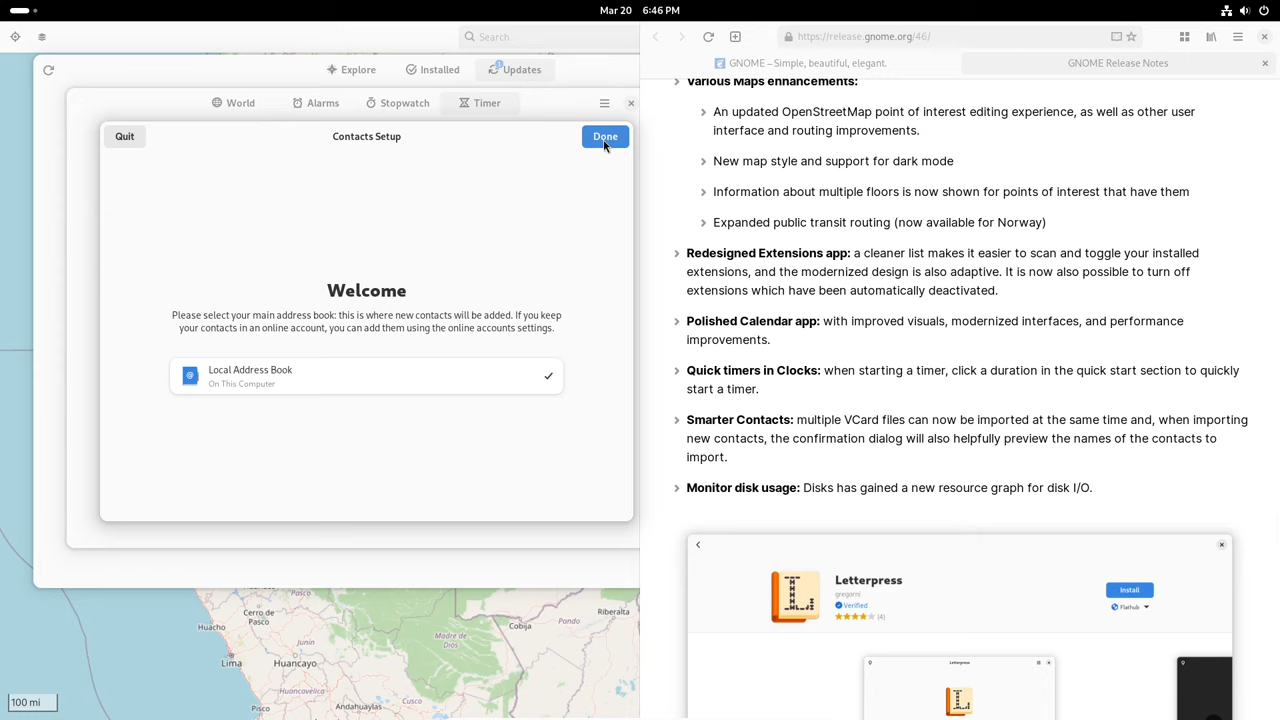 Mar 20 6:46 PM
Search
Explore
Installed
Updates
World
Alarms
Stopwatch
Timer
Quit
Contacts Setup
Done
Welcome
Please select your main address book: this is where new contacts will be added. If you keep
your contacts in an online account, you can add them using the online accounts settings.
Local Address Book
On This Computer
Cerro de
Pasco
Junín
Huacho
Lima
Huancayo
Huancavelica
Ucayali
Madre de
Dios
Cusco
Cobija
Pando
Riberalta
100 mi
https://release.gnome.org/46/
GNOME – Simple, beautiful, elegant.
GNOME Release Notes
Various Maps enhancements:
An updated OpenStreetMap point of interest editing experience, as well as other user
interface and routing improvements.
New map style and support for dark mode
Information about multiple floors is now shown for points of interest that have them
Expanded public transit routing (now available for Norway)
Redesigned Extensions app: a cleaner list makes it easier to scan and toggle your installed
extensions, and the modernized design is also adaptive. It is now also possible to turn off
extensions which have been automatically deactivated.
Polished Calendar app: with improved visuals, modernized interfaces, and performance
improvements.
Quick timers in Clocks: when starting a timer, click a duration in the quick start section to quickly
start a timer.
Smarter Contacts: multiple VCard files can now be imported at the same time and, when importing
new contacts, the confirmation dialog will also helpfully preview the names of the contacts to
import.
Monitor disk usage: Disks has gained a new resource graph for disk I/O.
Letterpress
gregorni
Verified
(4)
Install
Flathub
Letterpress